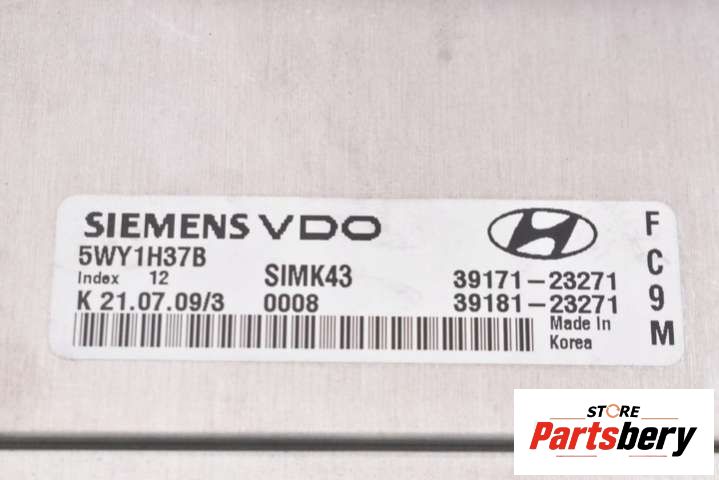 SIEMENS VDO
5WY1H37B
Index 12 SIMK43 39171-23271
K 21.07.09/3 0008 39181-23271
Made In
Korea
F
C
9
M
STORE
Partsbery